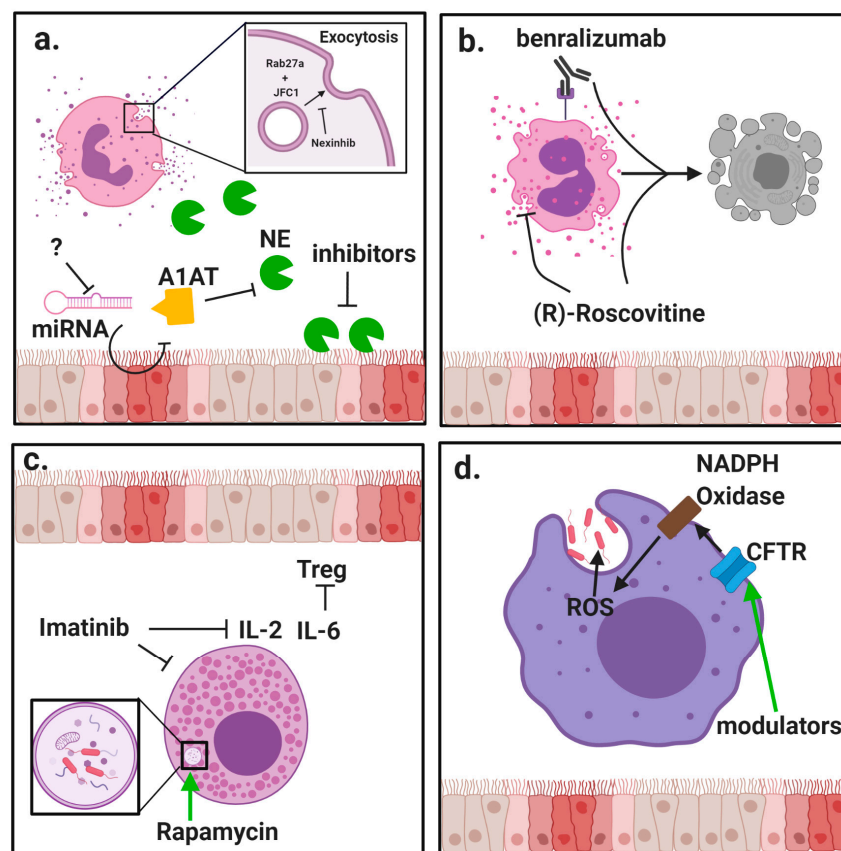 a.
Exocytosis
Rab27a
+
JFC1
Nexinhib
NE
inhibitors
?
A1AT
miRNA
b.
benralizumab
(R)-Roscovitine
c.
Treg
Imatinib
IL-2 IL-6
Rapamycin
d.
NADPH
Oxidase
CFTR
ROS
modulators